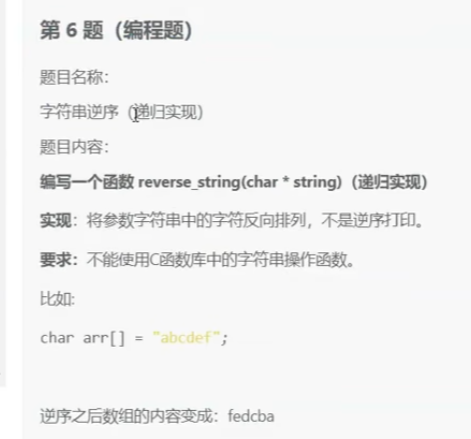 第 6 题（编程题）
题目名称：
字符串逆序（递归实现）
题目内容：
编写一个函数 reverse_string(char * string)（递归实现）
实现：将参数字符串中的字符反向排列，不是逆序打印。
要求：不能使用C函数库中的字符串操作函数。
比如:
char arr[] = "abcdef";
逆序之后数组的内容变成：fedcba